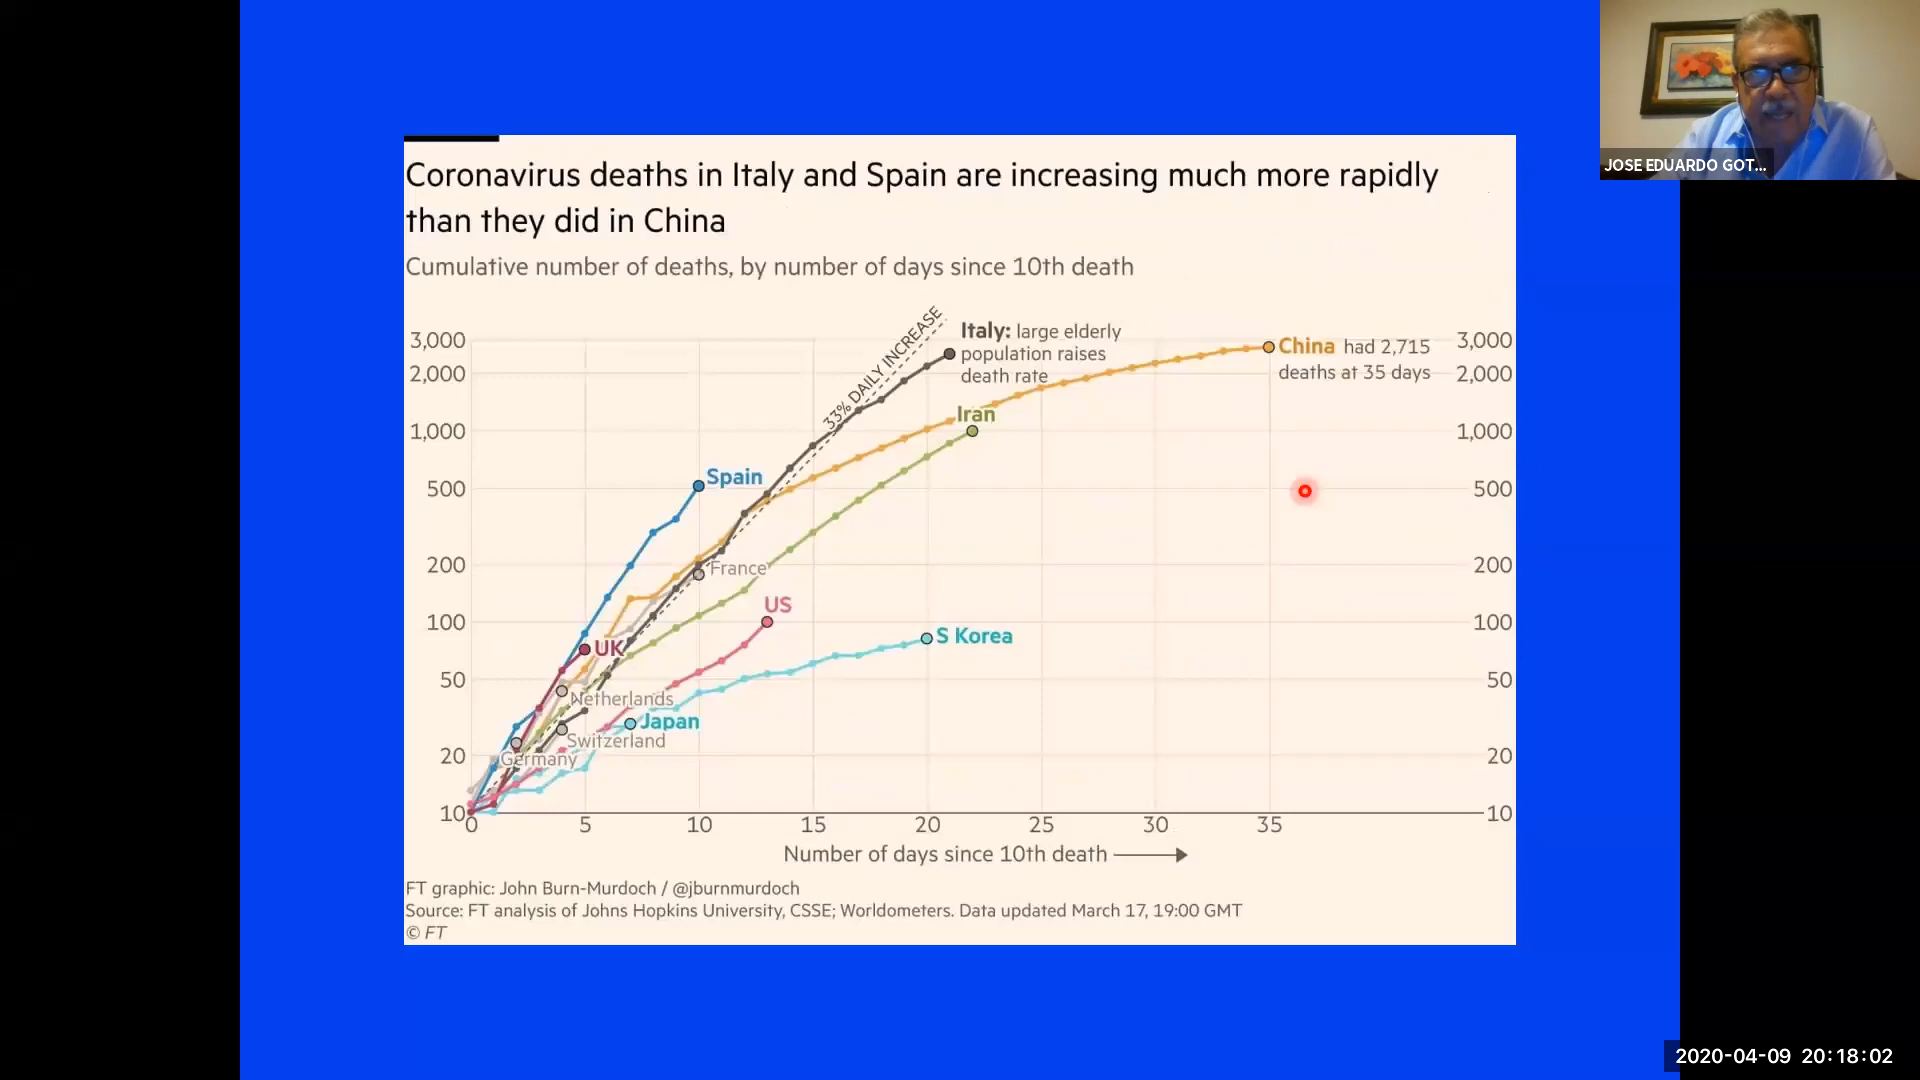 JOSE EDUARDO GOT...
Coronavirus deaths in Italy and Spain are increasing much more rapidly
than they did in China
Cumulative number of deaths, by number of days since 10th death
33% DAILY INCREASE
Italy: large elderly
population raises
death rate
China had 2,715
deaths at 35 days
Iran
Spain
France
US
S Korea
UK
Netherlands
Japan
Switzerland
Germany
3,000
2,000
1,000
500
200
100
50
20
10
3,000
2,000
1,000
500
200
100
50
20
10
0 5 10 15 20 25 30 35
Number of days since 10th death
FT graphic: John Burn-Murdoch / @jburnmurdoch
Source: FT analysis of Johns Hopkins University, CSSE; Worldometers. Data updated March 17, 19:00 GMT
© FT
2020-04-09 20:18:02